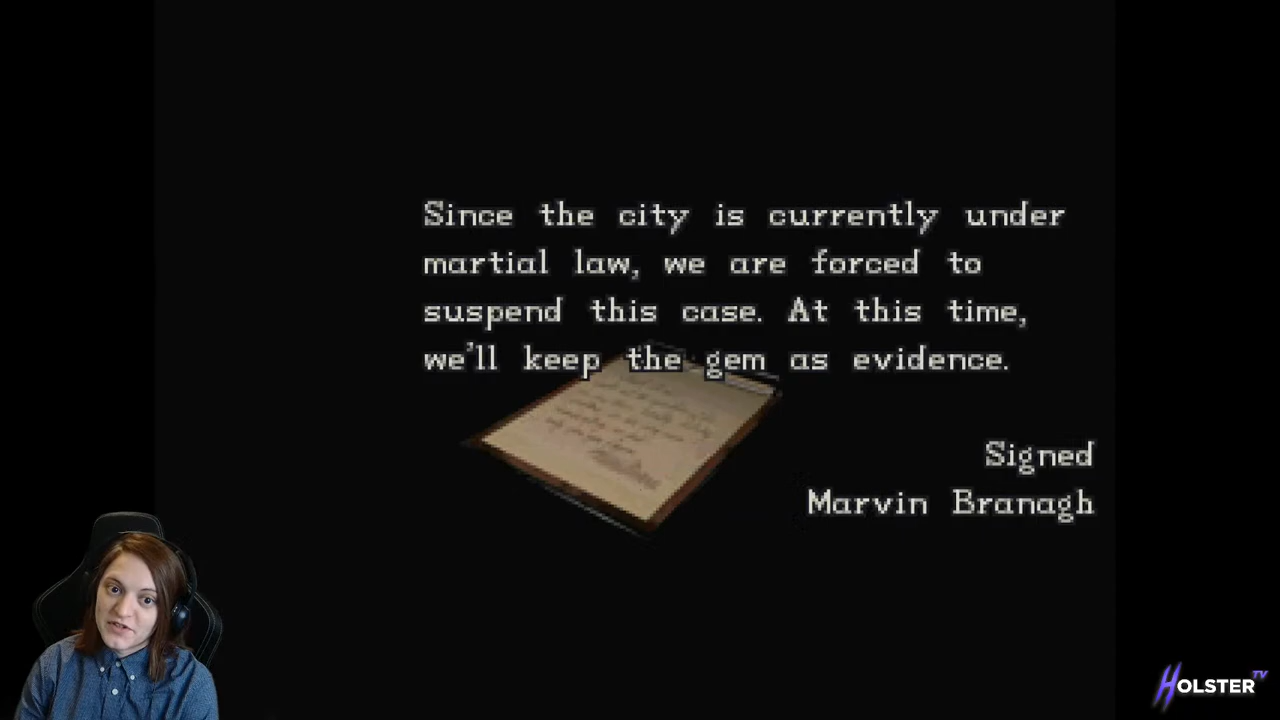 Since the city is currently under
martial law, we are forced to
suspend this case. At this time,
we'll keep the gem as evidence.
Signed
Marvin Branagh
HOLSTER TV